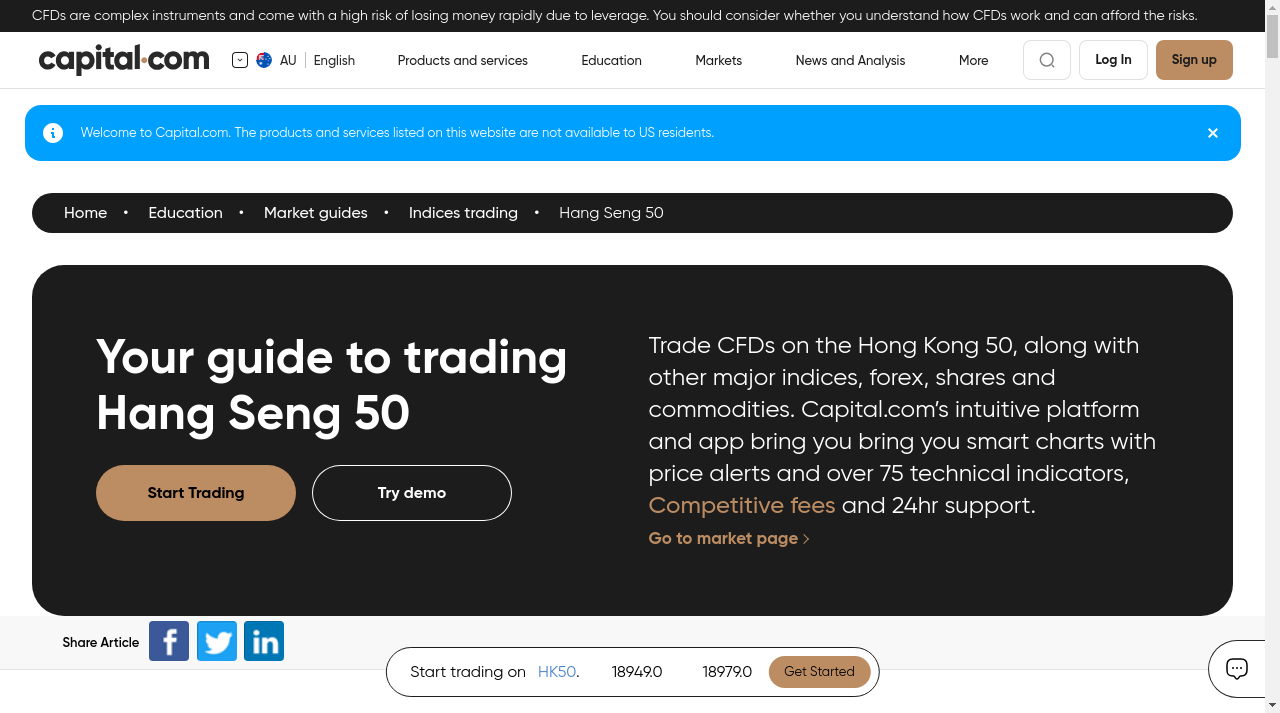 CFDs are complex instruments and come with a high risk of losing money rapidly due to leverage. You should consider whether you understand how CFDs work and can afford the risks.
capital.com
AU
English
Products and services
Education
Markets
News and Analysis
More
Log In
Sign up
Welcome to Capital.com. The products and services listed on this website are not available to US residents.
Home • Education • Market guides • Indices trading • Hang Seng 50
Your guide to trading
Hang Seng 50
Start Trading
Try demo
Trade CFDs on the Hong Kong 50, along with
other major indices, forex, shares and
commodities. Capital.com’s intuitive platform
and app bring you bring you smart charts with
price alerts and over 75 technical indicators,
Competitive fees and 24hr support.
Go to market page
Share Article
Start trading on HK50. 18949.0 18979.0 Get Started